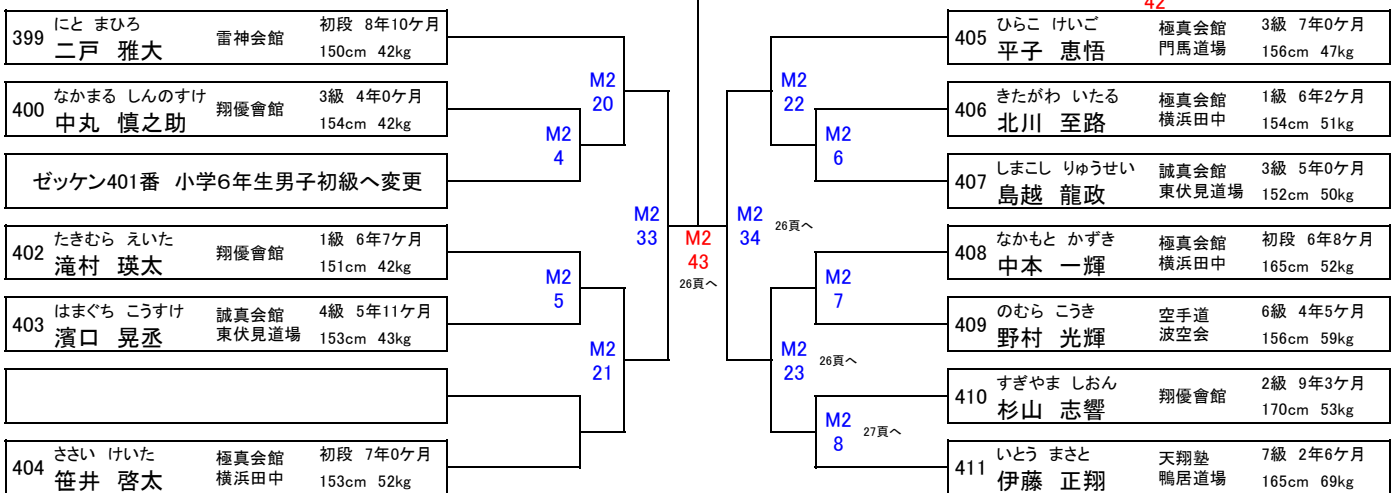 42
399 にと まひろ 雷神会館 初段 8年10ケ月
二戸 雅大 150cm 42kg
400 なかまる しんのすけ 翔優會館 3級 4年0ケ月
中丸 慎之助 154cm 42kg
ゼッケン401番 小学6年生男子初級へ変更
402 たきむら えいた 翔優會館 1級 6年7ケ月
滝村 瑛太 151cm 42kg
403 はまぐち こうすけ 誠真会館 4級 5年11ケ月
濱口 晃丞 東伏見道場 153cm 43kg
404 ささい けいた 極真会館 初段 7年0ケ月
笹井 啓太 横浜田中 153cm 52kg
M2
20
M2
4
M2
33
M2
5
M2
21
M2
43
26頁へ
M2
34 26頁へ
M2
22
M2
6
M2
7
M2
23 26頁へ
M2
8 27頁へ
405 ひらこ けいご 極真会館 3級 7年0ケ月
平子 恵悟 門馬道場 156cm 47kg
406 きたがわ いたる 極真会館 1級 6年2ケ月
北川 至路 横浜田中 154cm 51kg
407 しまこし りゅうせい 誠真会館 3級 5年0ケ月
島越 龍政 東伏見道場 152cm 50kg
408 なかもと かずき 極真会館 初段 6年8ケ月
中本 一輝 横浜田中 165cm 52kg
409 のむら こうき 空手道 6級 4年5ケ月
野村 光輝 波空会 156cm 59kg
410 すぎやま しおん 翔優會館 2級 9年3ケ月
杉山 志響 170cm 53kg
411 いとう まさと 天翔塾 7級 2年6ケ月
伊藤 正翔 鴨居道場 165cm 69kg